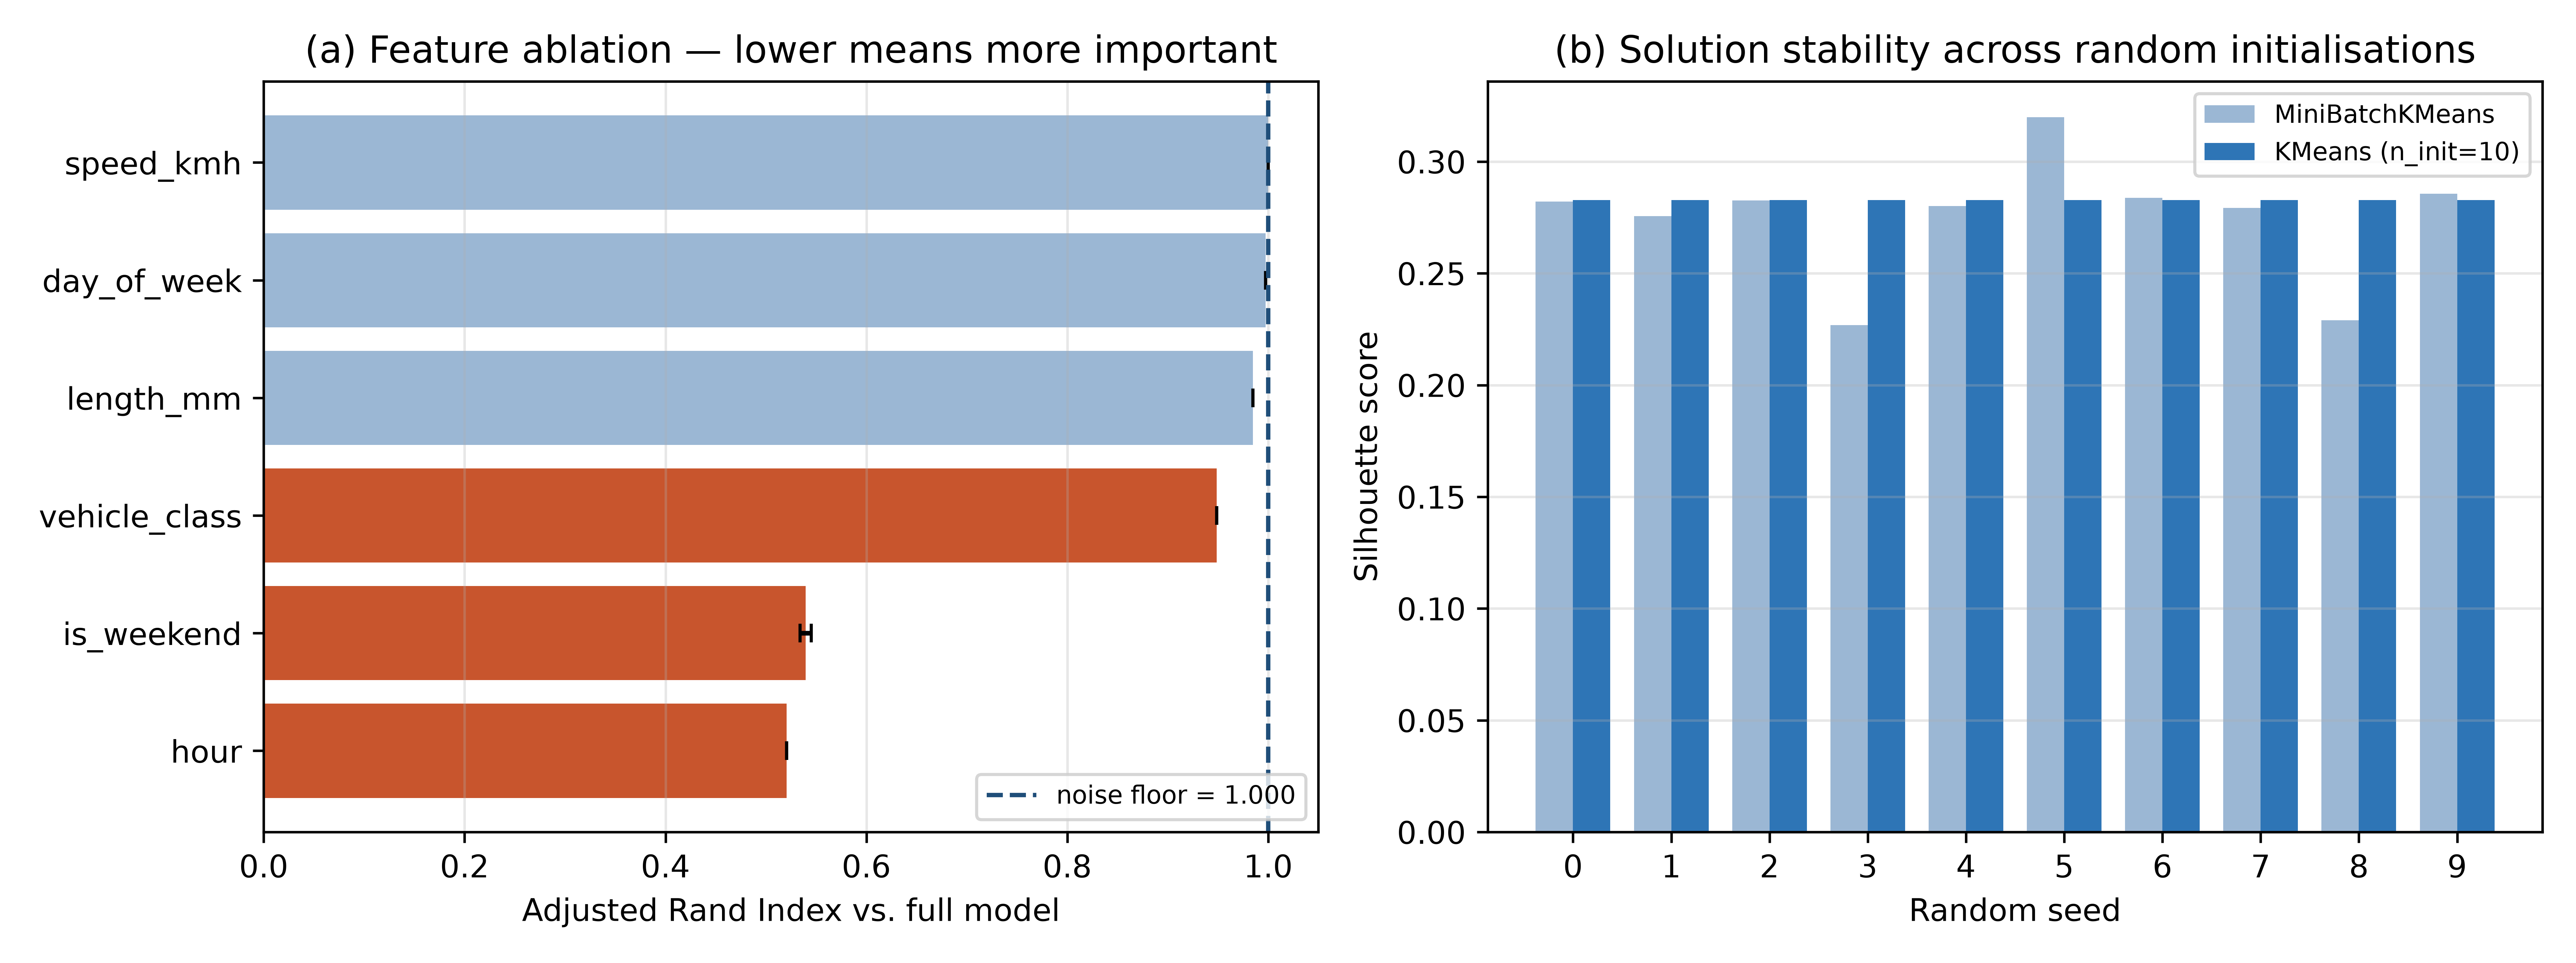 (a) Feature ablation — lower means more important
speed_kmh
day_of_week
length_mm
vehicle_class
is_weekend
hour
noise floor = 1.000
0.0 0.2 0.4 0.6 0.8 1.0
Adjusted Rand Index vs. full model
(b) Solution stability across random initialisations
MiniBatchKMeans
KMeans (n_init=10)
Silhouette score
0.30
0.25
0.20
0.15
0.10
0.05
0.00
0 1 2 3 4 5 6 7 8 9
Random seed